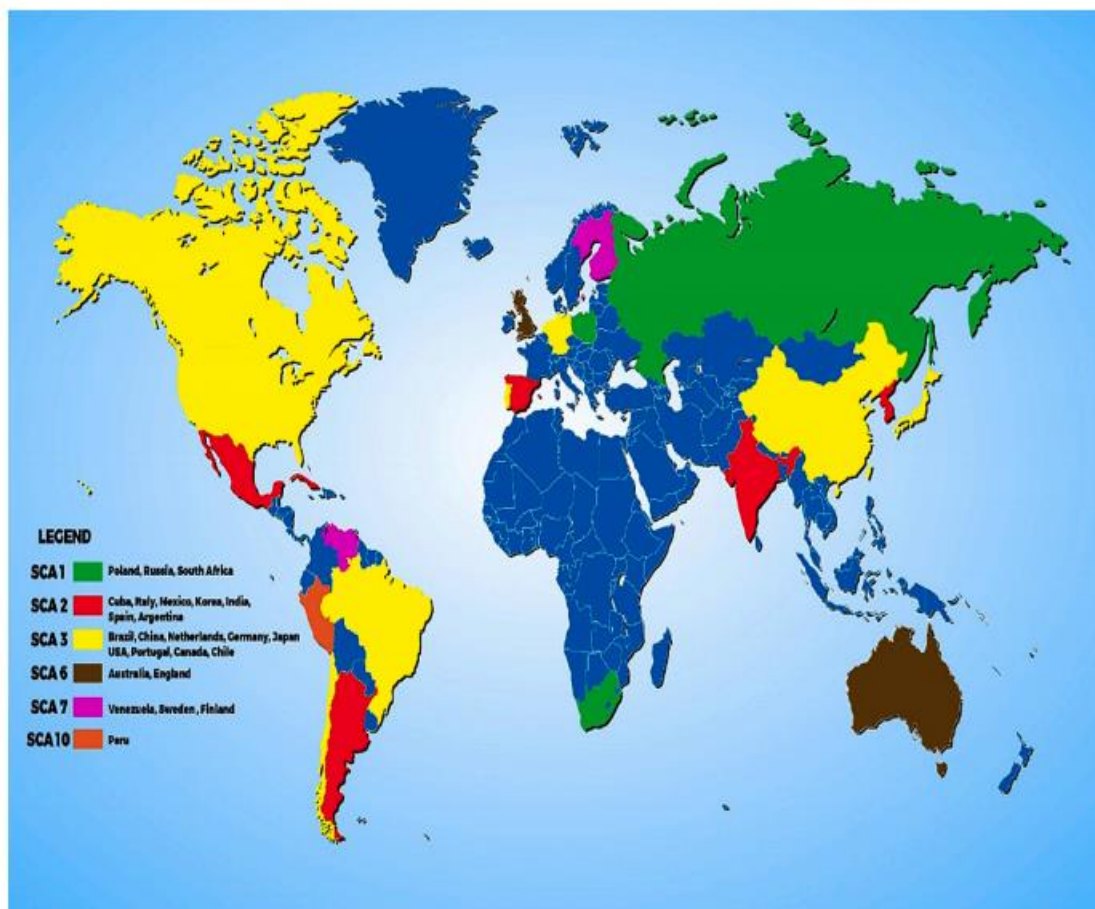 LEGEND
SCA1 Poland, Russia, South Africa
SCA 2 Cuba, Italy, Mexico, Korea, India,
Spain, Argentina
SCA 3 Brazil, China, Netherlands, Germany, Japan
USA, Portugal, Canada, Chile
SCA 6 Australia, England
SCA 7 Venezuela, Sweden , Finland
SCA10 Peru